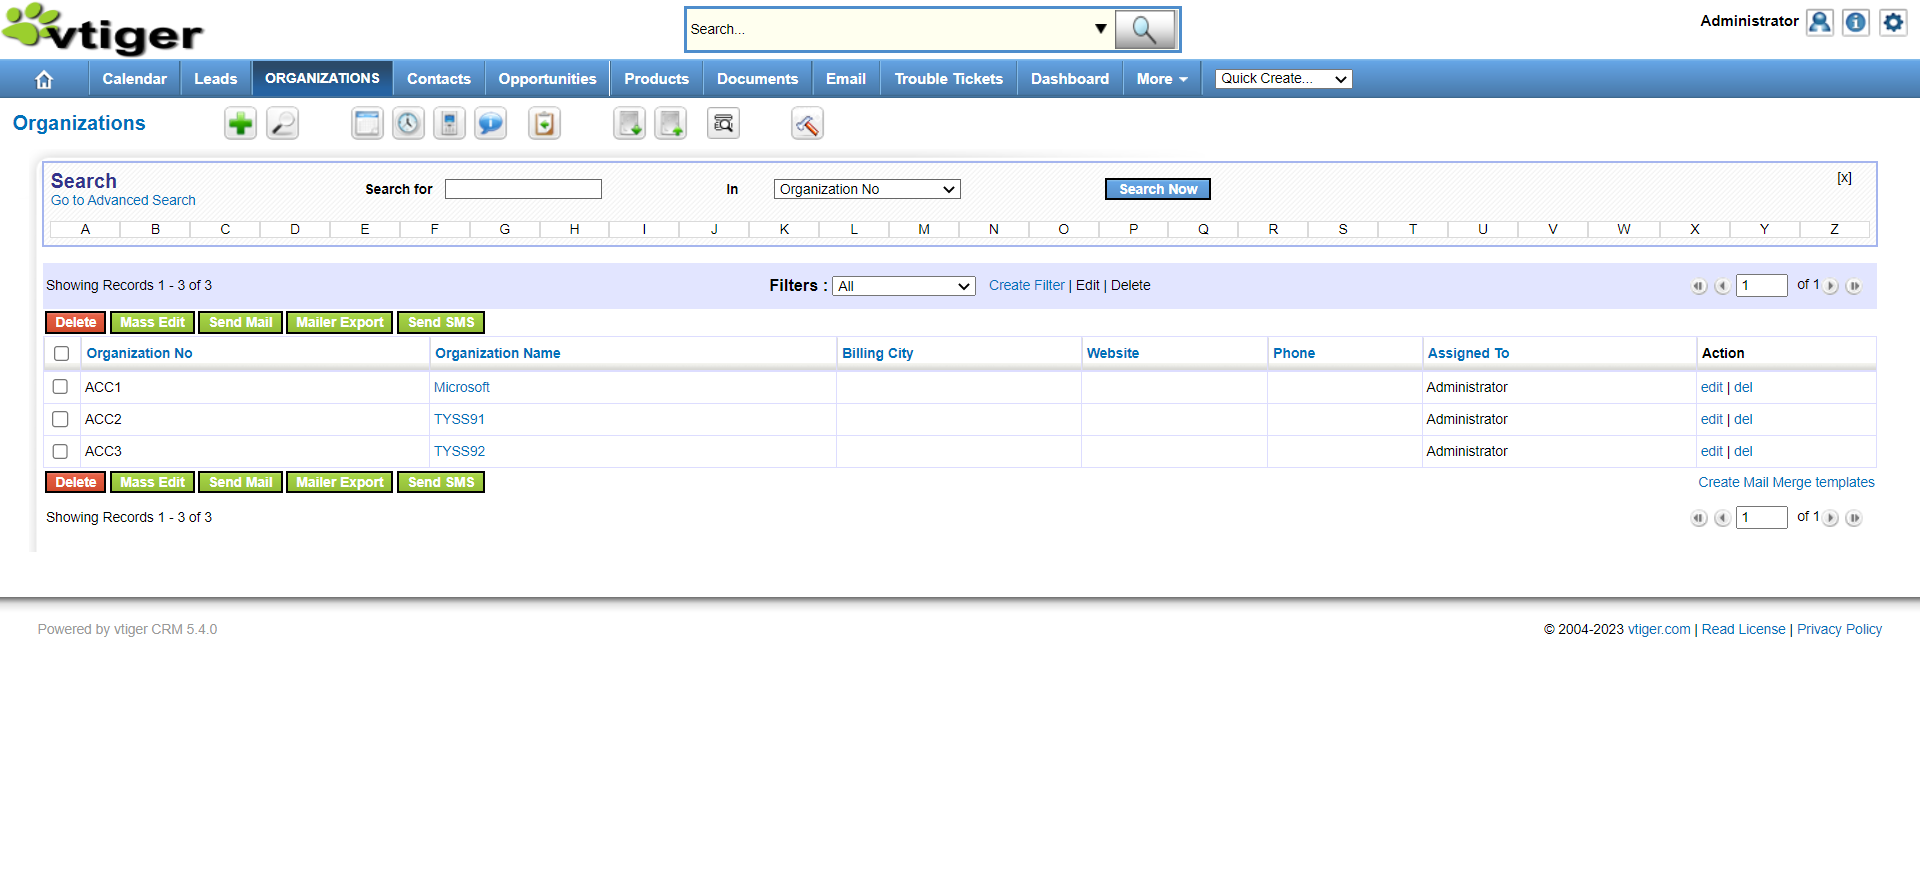 vtiger
Search...
Administrator
Calendar Leads ORGANIZATIONS Contacts Opportunities Products Documents Email Trouble Tickets Dashboard More Quick Create...
Organizations
Search
Go to Advanced Search
Search for In Organization No Search Now [x]
A B C D E F G H I J K L M N O P Q R S T U V W X Y Z
Showing Records 1 - 3 of 3 Filters : All Create Filter | Edit | Delete 1 of 1
Delete Mass Edit Send Mail Mailer Export Send SMS
Organization No Organization Name Billing City Website Phone Assigned To Action
ACC1 Microsoft Administrator edit | del
ACC2 TYSS91 Administrator edit | del
ACC3 TYSS92 Administrator edit | del
Delete Mass Edit Send Mail Mailer Export Send SMS Create Mail Merge templates
Showing Records 1 - 3 of 3 1 of 1
Powered by vtiger CRM 5.4.0 © 2004-2023 vtiger.com | Read License | Privacy Policy